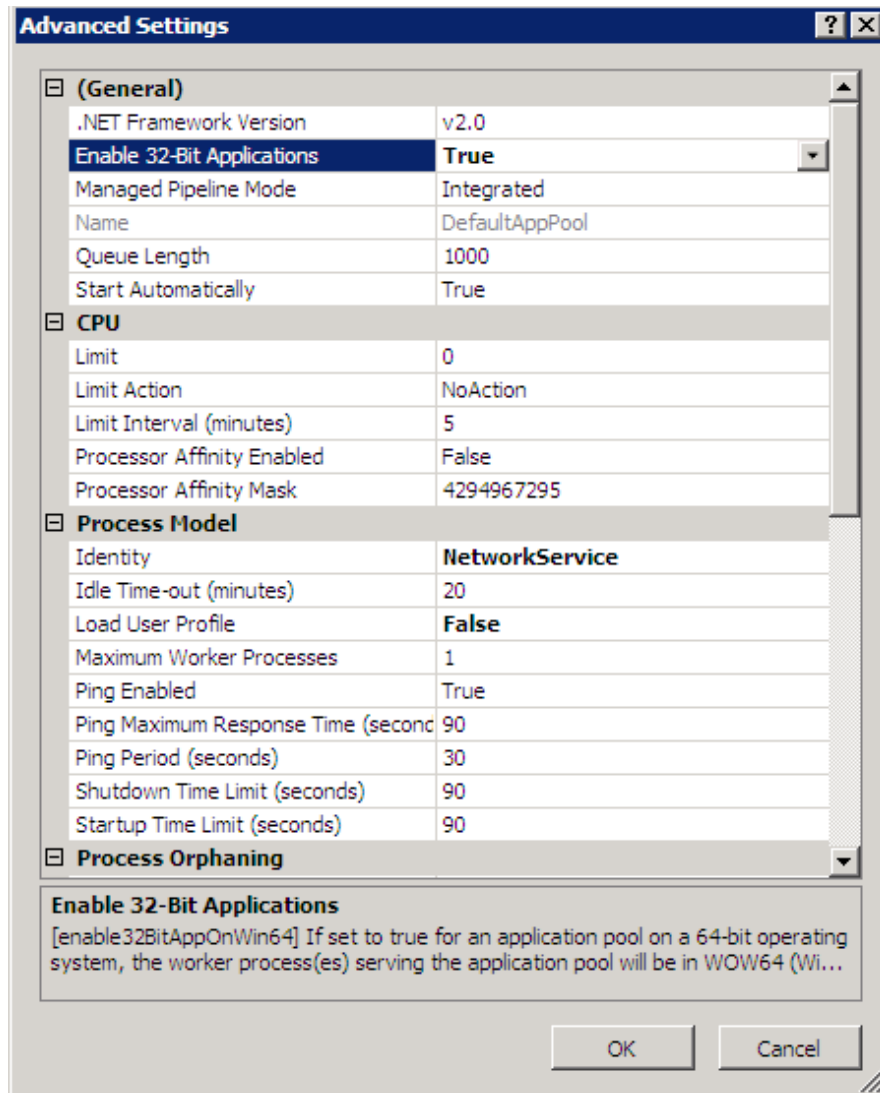 Advanced Settings
(General)
.NET Framework Version v2.0
Enable 32-Bit Applications True
Managed Pipeline Mode Integrated
Name DefaultAppPool
Queue Length 1000
Start Automatically True
CPU
Limit 0
Limit Action NoAction
Limit Interval (minutes) 5
Processor Affinity Enabled False
Processor Affinity Mask 4294967295
Process Model
Identity NetworkService
Idle Time-out (minutes) 20
Load User Profile False
Maximum Worker Processes 1
Ping Enabled True
Ping Maximum Response Time (second 90
Ping Period (seconds) 30
Shutdown Time Limit (seconds) 90
Startup Time Limit (seconds) 90
Process Orphaning
Enable 32-Bit Applications
[enable32BitAppOnWin64] If set to true for an application pool on a 64-bit operating
system, the worker process(es) serving the application pool will be in WOW64 (Wi...
OK Cancel